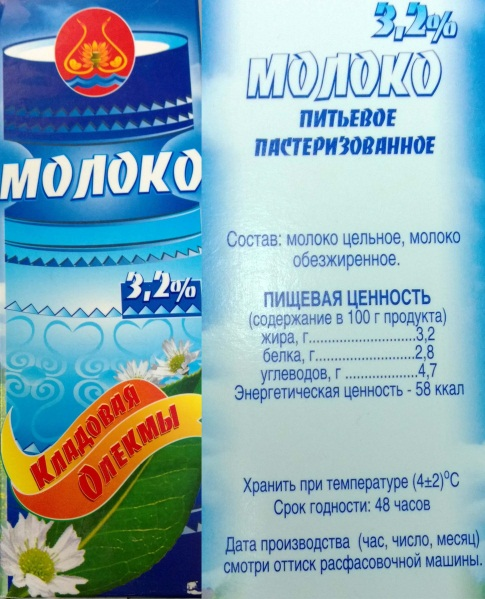 МОЛОКО
3,2%
Кладовая
Олекмы
3,2%
МОЛОКО
ПИТЬЕВОЕ
ПАСТЕРИЗОВАННОЕ
Состав: молоко цельное, молоко
обезжиренное.
ПИЩЕВАЯ ЦЕННОСТЬ
(содержание в 100 г продукта)
жира, г............................3,2
белка, г..........................2,8
углеводов, г ...................4,7
Энергетическая ценность - 58 ккал
Хранить при температуре (4±2)°С
Срок годности: 48 часов
Дата производства (час, число, месяц)
смотри оттиск расфасовочной машины.